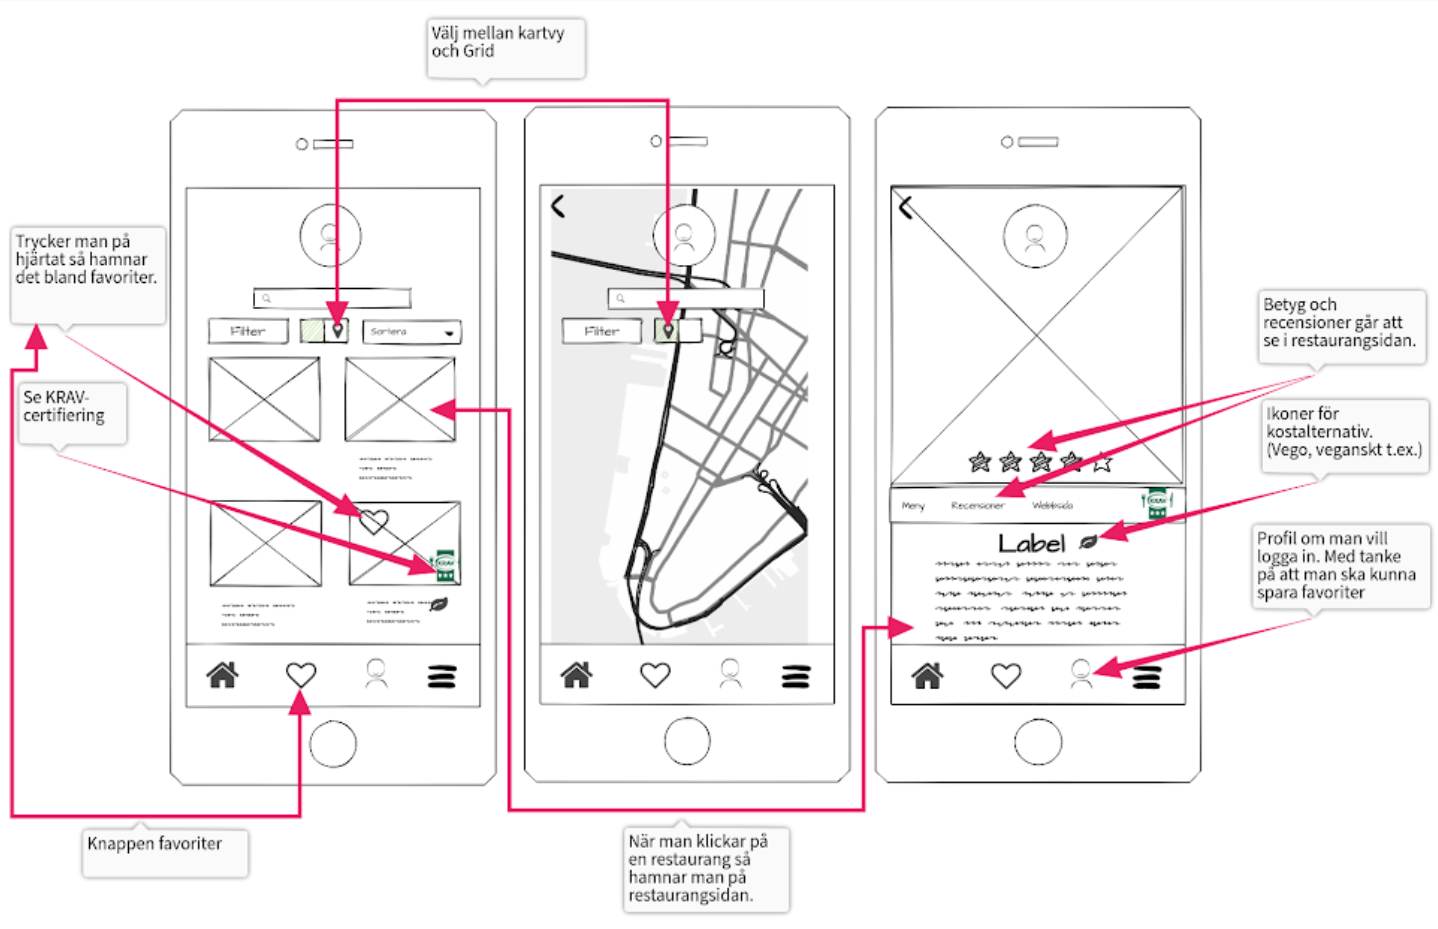 Välj mellan kartvy
och Grid
Trycker man på
hjärtat så hamnar
det bland favoriter.
Se KRAV-
certifiering
Filter
Sortera
KRAV
Knappen favoriter
Filter
När man klickar på
en restaurang så
hamnar man på
restaurangsidan.
Meny
Recensioner
Webbsida
KRAV
Label
Betyg och
recensioner går att
se i restaurangsidan.
Ikoner för
kostalternativ.
(Vego, veganskt t.ex.)
Profil om man vill
logga in. Med tanke
på att man ska kunna
spara favoriter